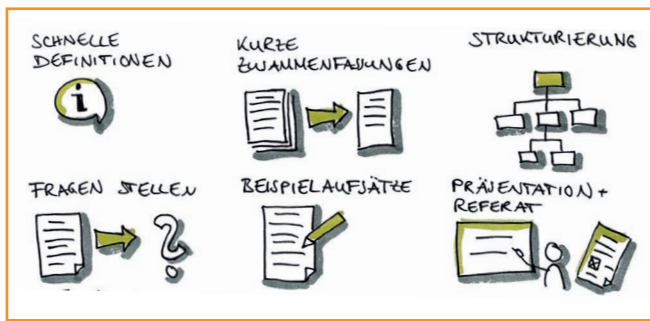 SCHNELLE
DEFINITIONEN
KURZE
ZUSAMMENFASSUNGEN
STRUKTURIERUNG
FRAGEN STELLEN
BEISPIELAUFSÄTZE
PRÄSENTATION +
REFERAT
i
?